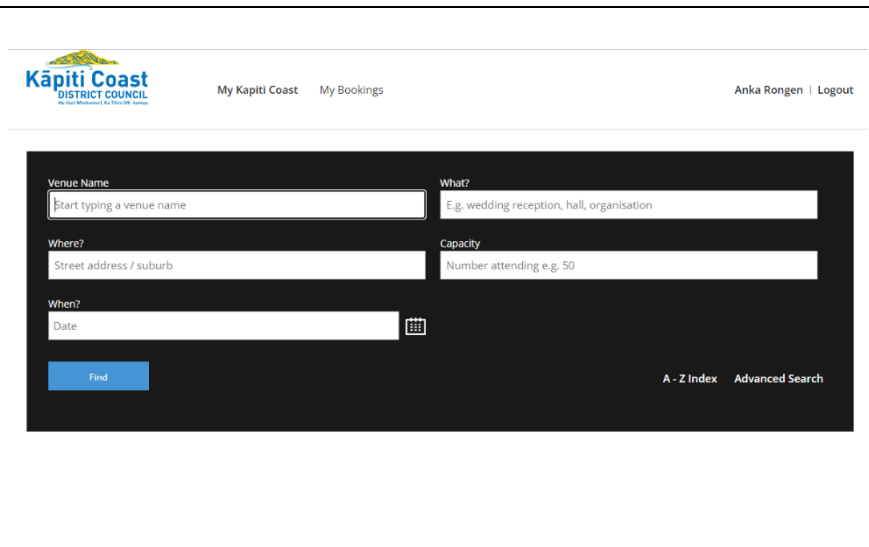 Kāpiti Coast
DISTRICT COUNCIL
My Kapiti Coast My Bookings
Anka Rongen | Logout
Venue Name
Start typing a venue name
What?
E.g. wedding reception, hall, organisation
Where?
Street address / suburb
Capacity
Number attending e.g. 50
When?
Date
Find
A - Z Index Advanced Search